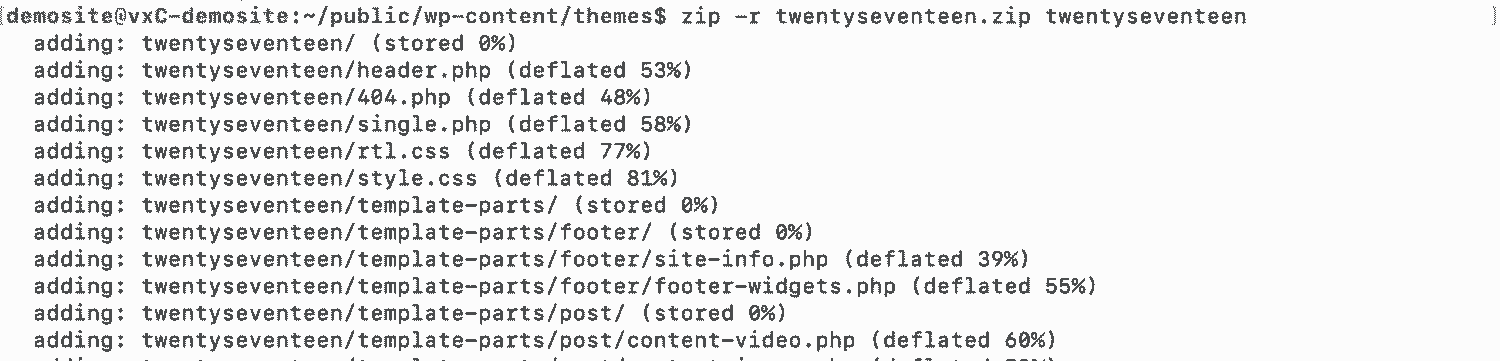 [demosite@vxC-demosite:~/public/wp-content/themes$ zip -r twentyseventeen.zip twentyseventeen ]
adding: twentyseventeen/ (stored 0%)
adding: twentyseventeen/header.php (deflated 53%)
adding: twentyseventeen/404.php (deflated 48%)
adding: twentyseventeen/single.php (deflated 58%)
adding: twentyseventeen/rtl.css (deflated 77%)
adding: twentyseventeen/style.css (deflated 81%)
adding: twentyseventeen/template-parts/ (stored 0%)
adding: twentyseventeen/template-parts/footer/ (stored 0%)
adding: twentyseventeen/template-parts/footer/site-info.php (deflated 39%)
adding: twentyseventeen/template-parts/footer/footer-widgets.php (deflated 55%)
adding: twentyseventeen/template-parts/post/ (stored 0%)
adding: twentyseventeen/template-parts/post/content-video.php (deflated 60%)